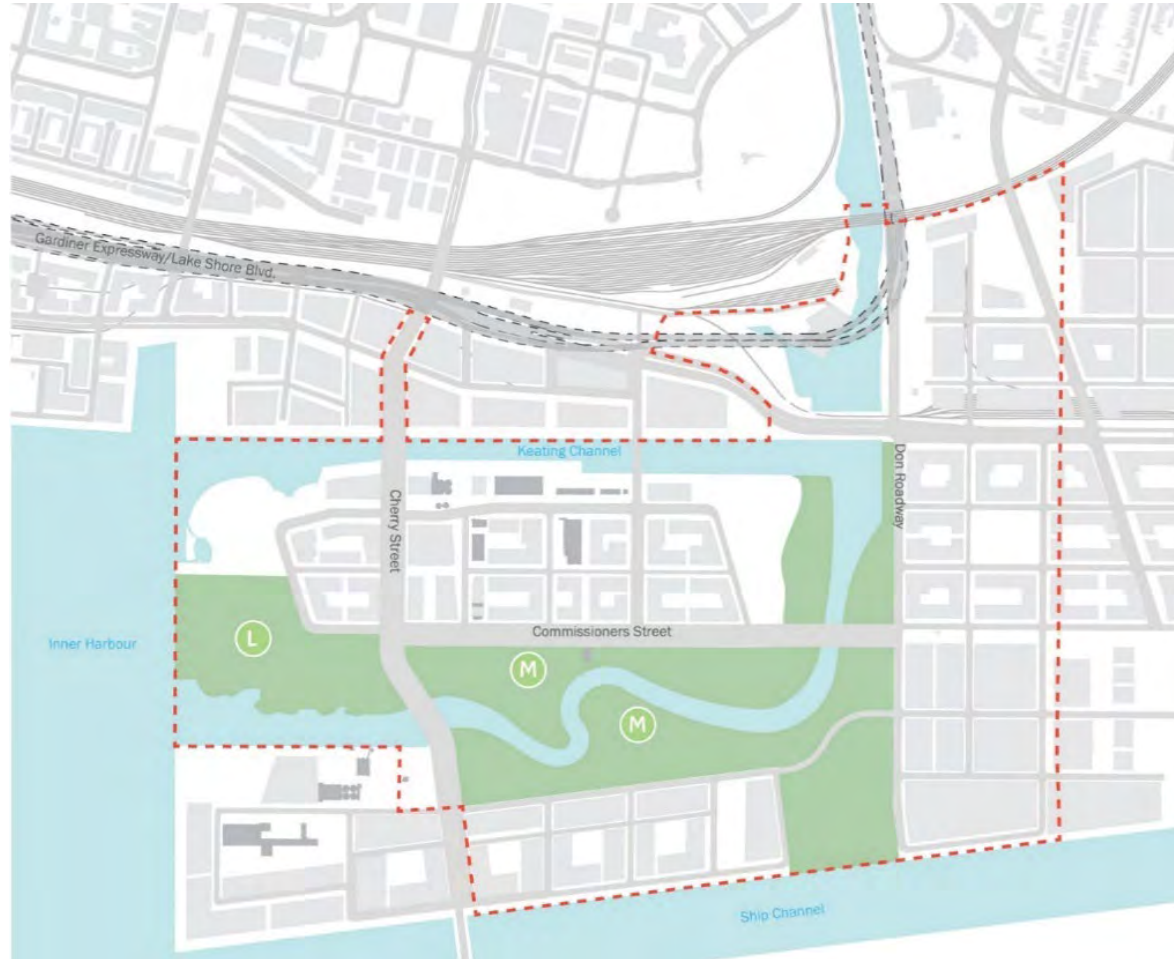 Gardiner Expressway/Lake Shore Blvd.
Keating Channel
Don Roadway
Cherry Street
Commissioners Street
L
Inner Harbour
M
M
Ship Channel